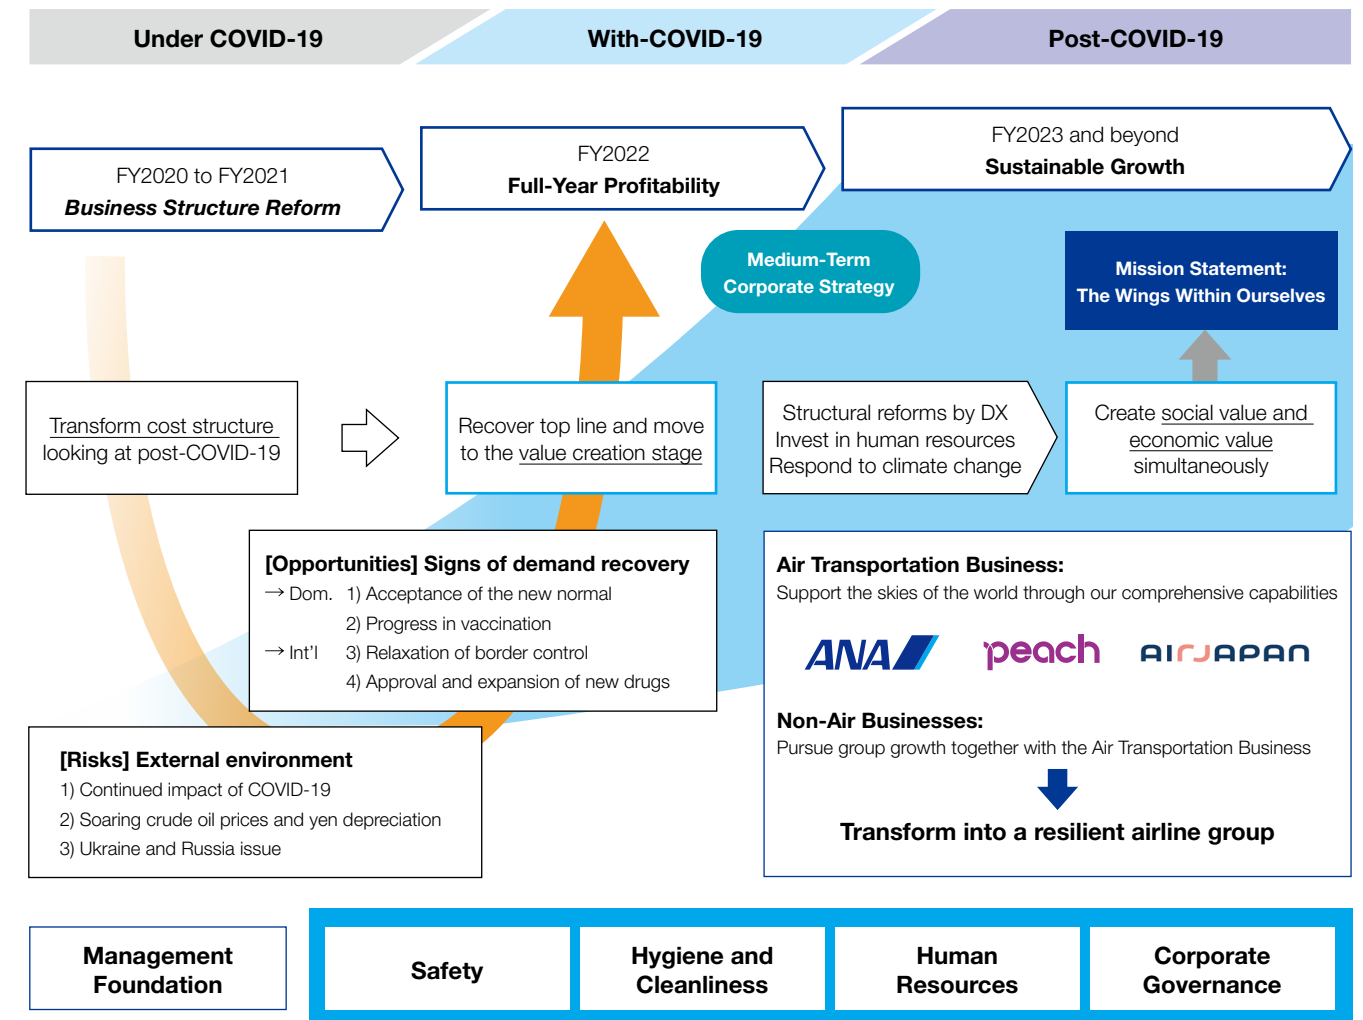 Under COVID-19
With-COVID-19
Post-COVID-19
FY2020 to FY2021
Business Structure Reform
FY2022
Full-Year Profitability
FY2023 and beyond
Sustainable Growth
Medium-Term
Corporate Strategy
Mission Statement:
The Wings Within Ourselves
Transform cost structure
looking at post-COVID-19
Recover top line and move
to the value creation stage
Structural reforms by DX
Invest in human resources
Respond to climate change
Create social value and
economic value
simultaneously
[Opportunities] Signs of demand recovery
→ Dom. 1) Acceptance of the new normal
2) Progress in vaccination
→ Int'l 3) Relaxation of border control
4) Approval and expansion of new drugs
[Risks] External environment
1) Continued impact of COVID-19
2) Soaring crude oil prices and yen depreciation
3) Ukraine and Russia issue
Air Transportation Business:
Support the skies of the world through our comprehensive capabilities
ANA peach AIRJAPAN
Non-Air Businesses:
Pursue group growth together with the Air Transportation Business
Transform into a resilient airline group
Management
Foundation
Safety
Hygiene and
Cleanliness
Human
Resources
Corporate
Governance